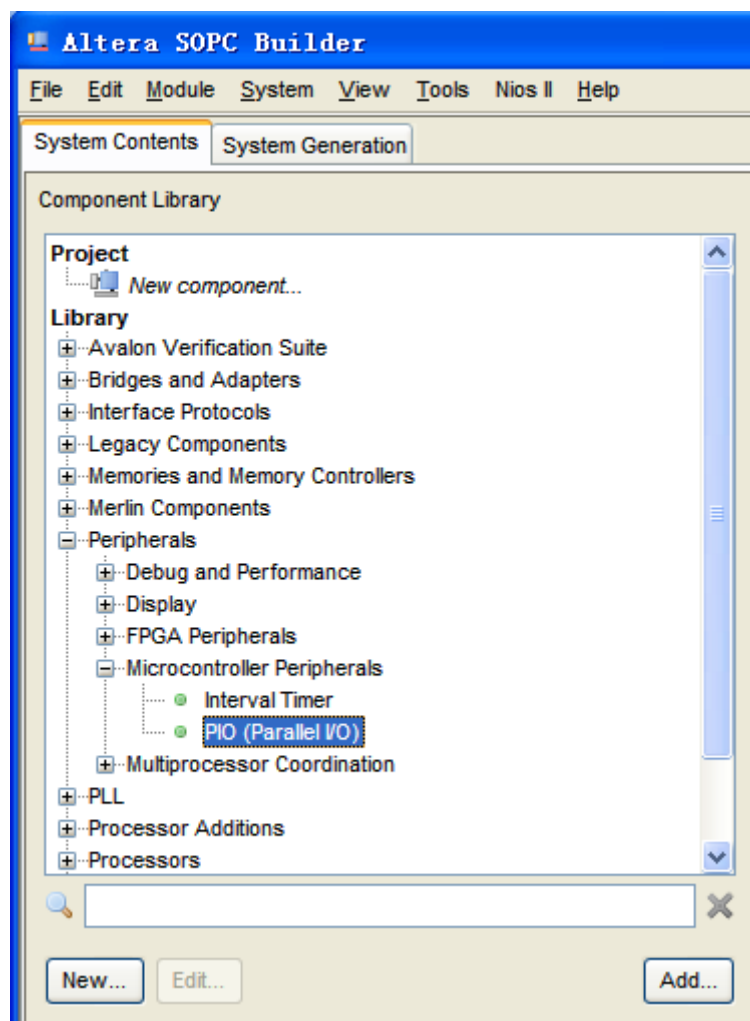 Altera SOPC Builder
File Edit Module System View Tools Nios II Help
System Contents System Generation
Component Library
Project
New component...
Library
Avalon Verification Suite
Bridges and Adapters
Interface Protocols
Legacy Components
Memories and Memory Controllers
Merlin Components
Peripherals
Debug and Performance
Display
FPGA Peripherals
Microcontroller Peripherals
Interval Timer
PIO (Parallel I/O)
Multiprocessor Coordination
PLL
Processor Additions
Processors
New... Edit... Add...